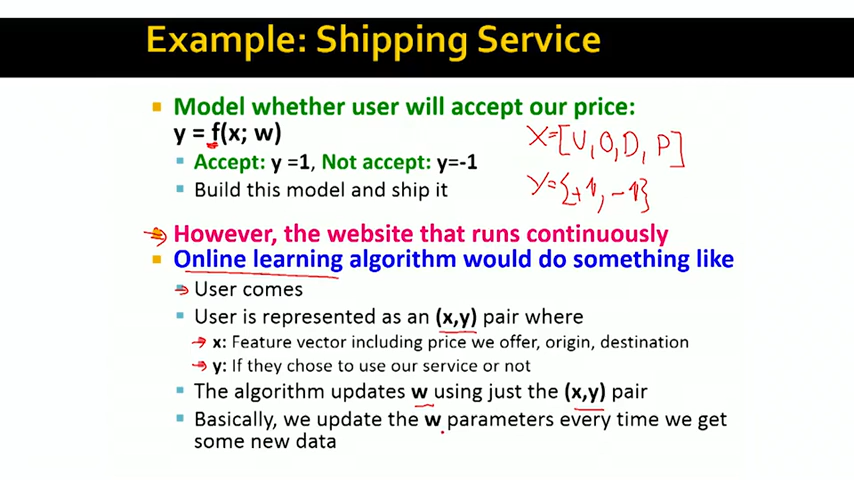 Example: Shipping Service
Model whether user will accept our price:
y = f(x; w)
Accept: y =1, Not accept: y=-1
Build this model and ship it
X=[U, O, D, P]
Y={+1, -1}
However, the website that runs continuously
Online learning algorithm would do something like
User comes
User is represented as an (x,y) pair where
x: Feature vector including price we offer, origin, destination
y: If they chose to use our service or not
The algorithm updates w using just the (x,y) pair
Basically, we update the w parameters every time we get
some new data